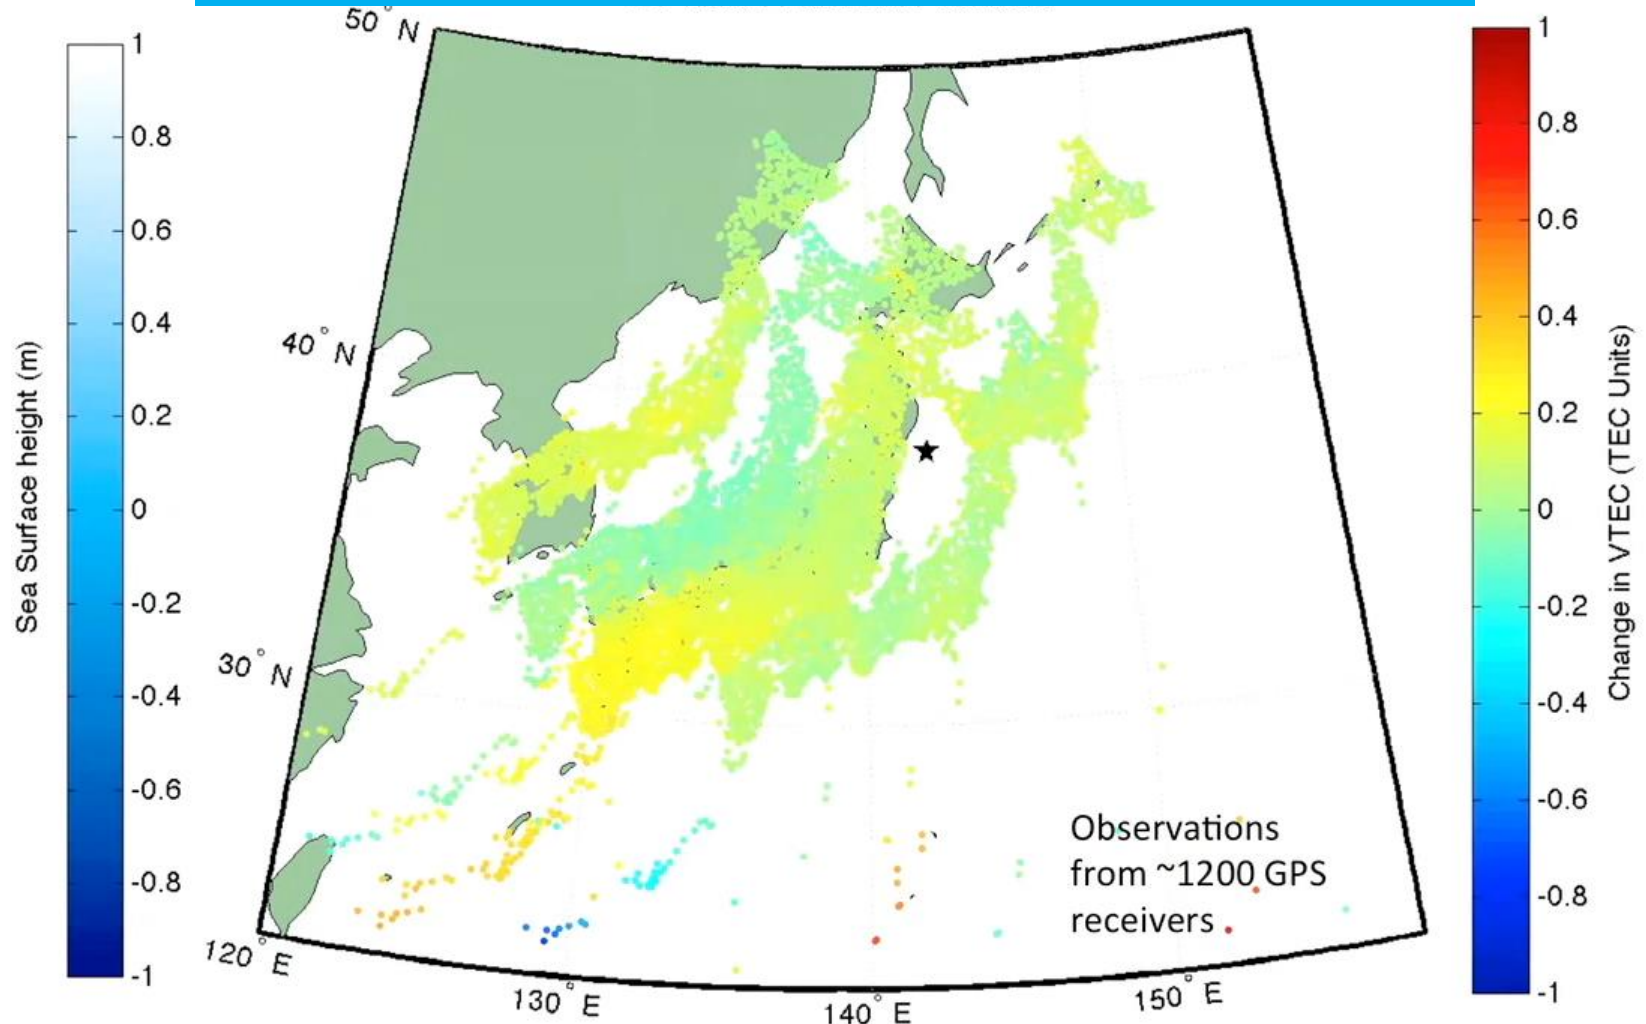 50° N
40° N
30° N
120° E
130° E
140° E
150° E
Sea Surface height (m)
1
0.8
0.6
0.4
0.2
0
-0.2
-0.4
-0.6
-0.8
-1
Observations
from ~1200 GPS
receivers
1
0.8
0.6
0.4
0.2
0
-0.2
-0.4
-0.6
-0.8
-1
Change in VTEC (TEC Units)